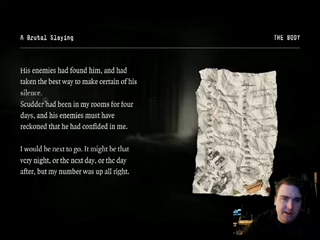 A Brutal Slaying
THE BODY
His enemies had found him, and had
taken the best way to make certain of his
silence.
Scudder had been in my rooms for four
days, and his enemies must have
reckoned that he had confided in me.
I would be next to go. It might be that
very night, or the next day, or the day
after, but my number was up all right.